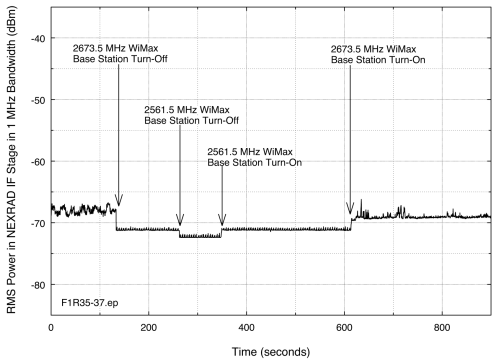 RMS Power in NEXRAD IF Stage in 1 MHz Bandwidth (dBm)
-35
-50
-60
-70
-80
2673.5 MHz WiMax
Base Station Turn-Off
2561.5 MHz WiMax
Base Station Turn-Off
2561.5 MHz WiMax
Base Station Turn-On
2673.5 MHz WiMax
Base Station Turn-On
F1R35-37.ep
0
200
400
600
800
Time (seconds)